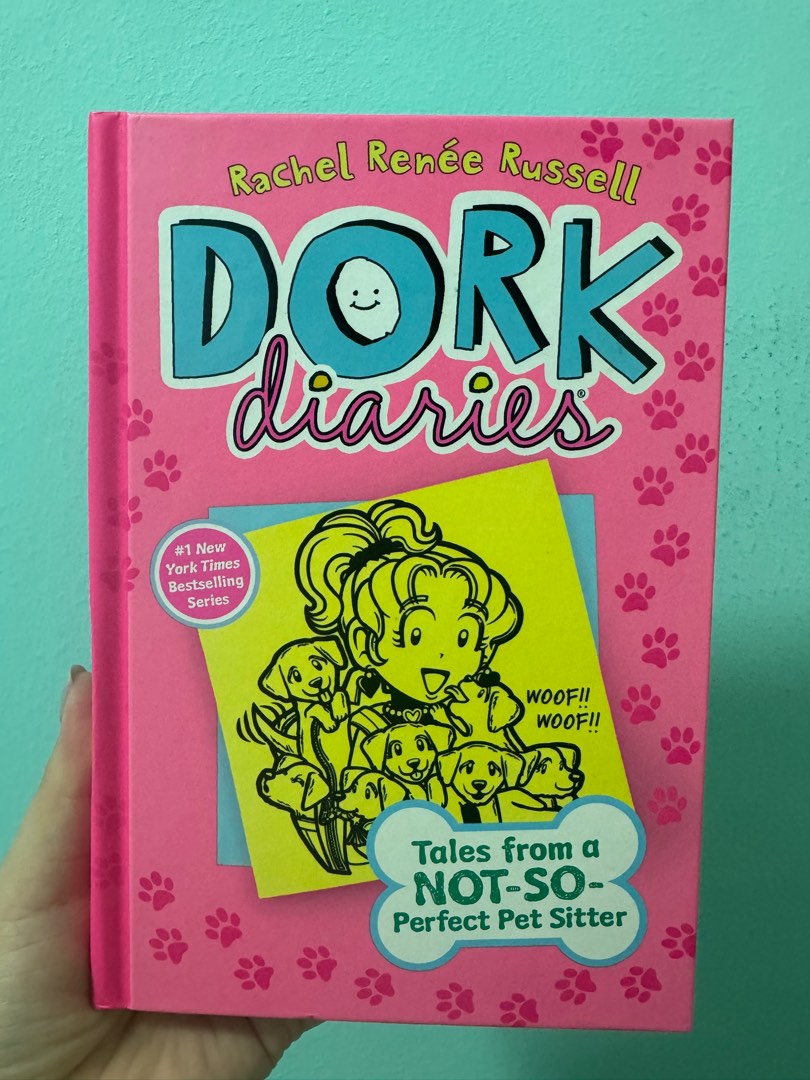 Rachel Renée Russell
DORK
diaries®
#1 New
York Times
Bestselling
Series
WOOF!!
WOOF!!
Tales from a
NOT-SO-
Perfect Pet Sitter